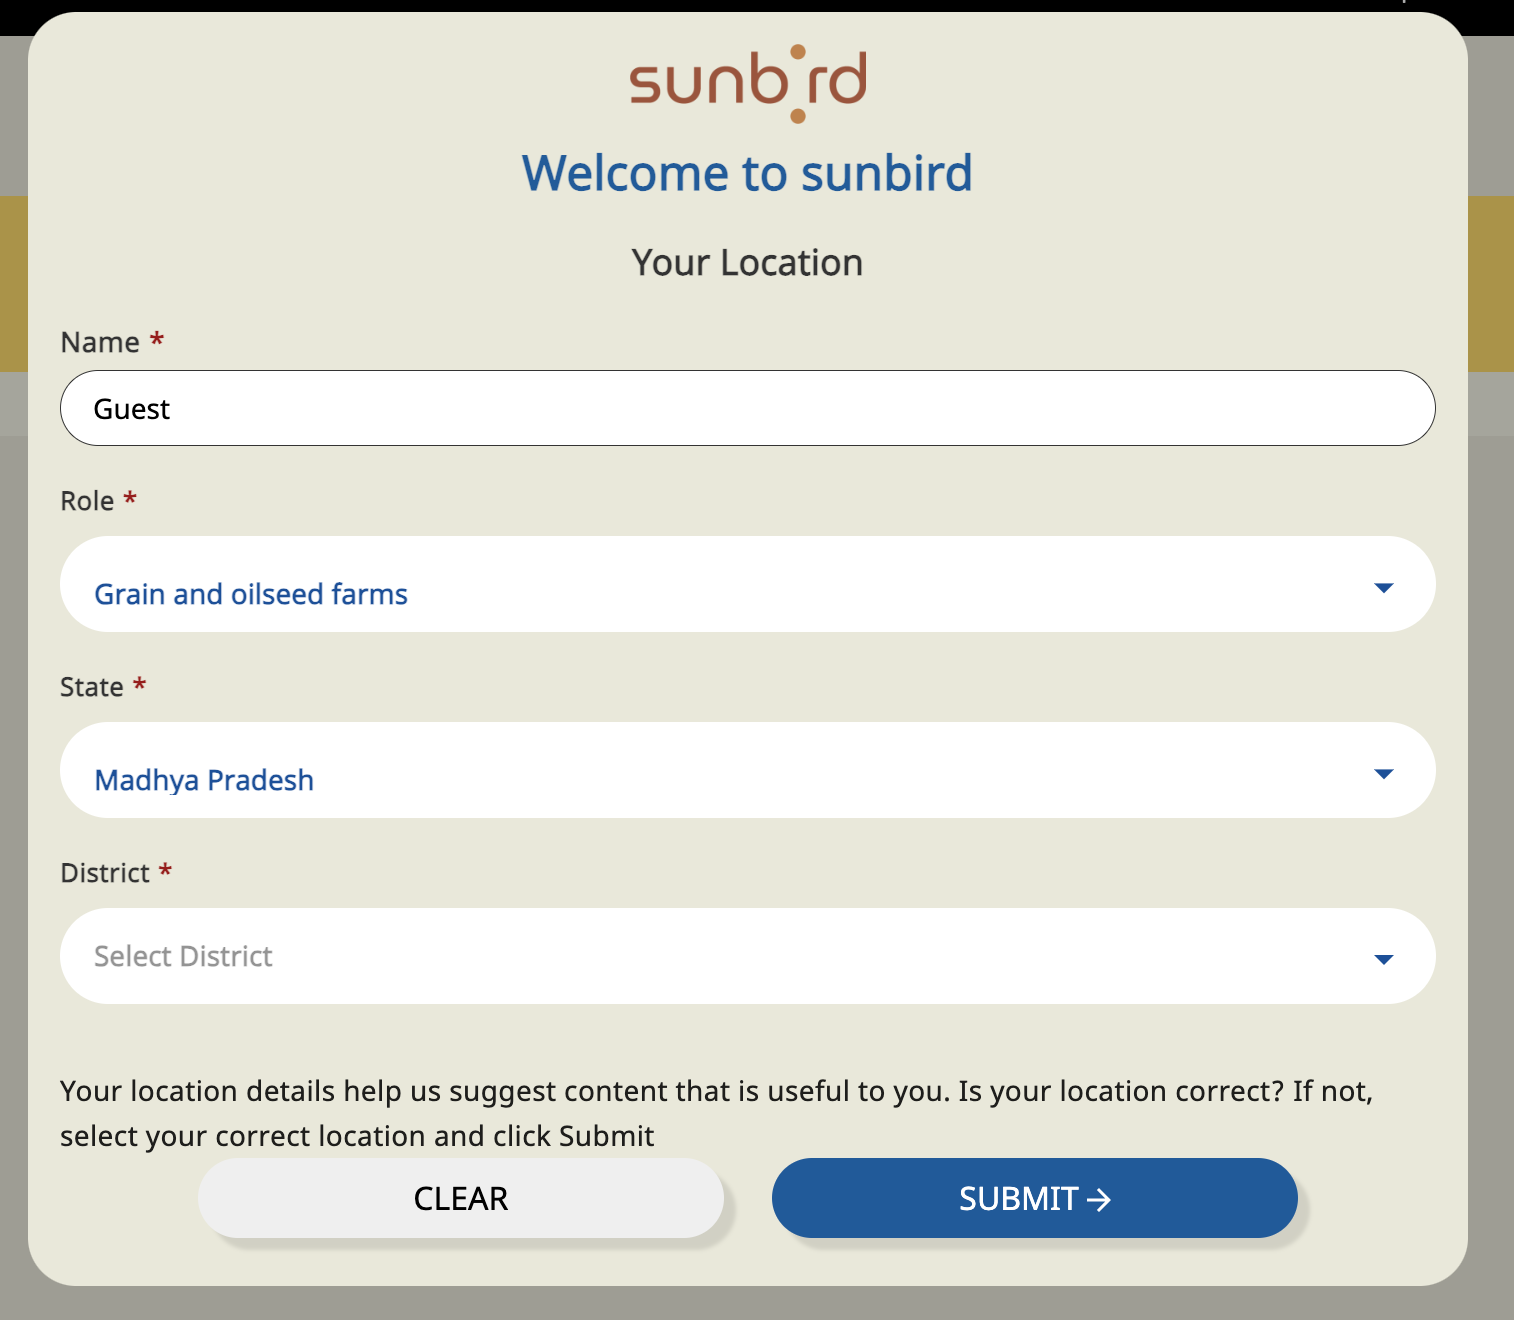 sunbird
Welcome to sunbird
Your Location
Name *
Guest
Role *
Grain and oilseed farms
State *
Madhya Pradesh
District *
Select District
Your location details help us suggest content that is useful to you. Is your location correct? If not,
select your correct location and click Submit
CLEAR
SUBMIT →